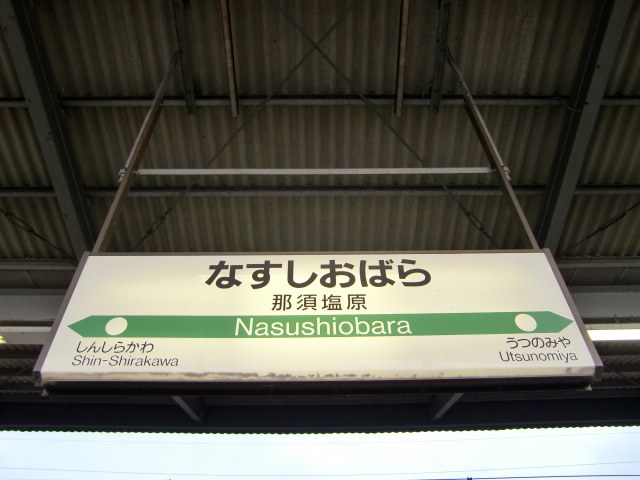 なすしおばら
那須塩原
Nasushiobara
しんしらかわ
Shin-Shirakawa
うつのみや
Utsunomiya